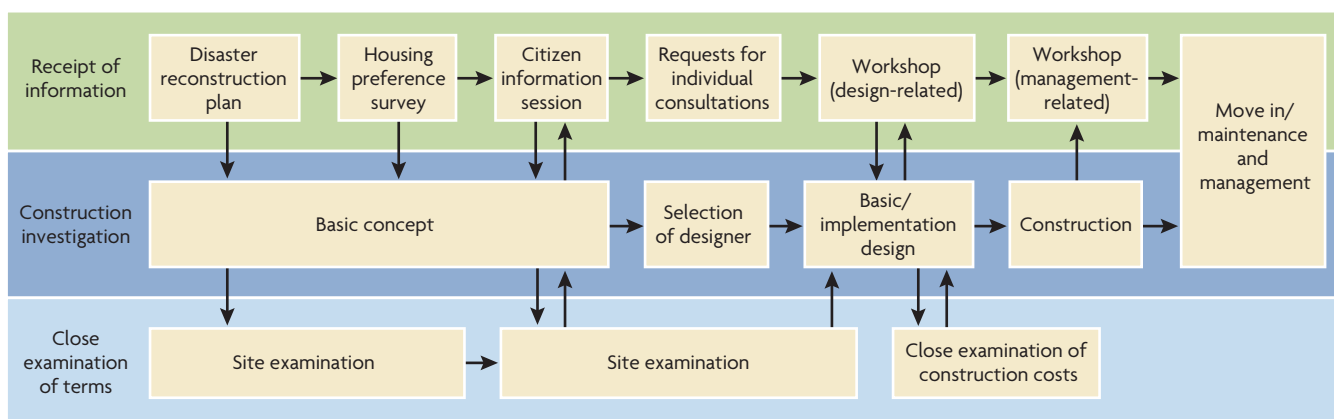 Receipt of
information
Disaster
reconstruction
plan
Housing
preference
survey
Citizen
information
session
Requests for
individual
consultations
Workshop
(design-related)
Workshop
(management-
related)
Move in/
maintenance
and
management
Construction
investigation
Basic concept
Selection
of designer
Basic/
implementation
design
Construction
Close
examination
of terms
Site examination
Site examination
Close examination of
construction costs